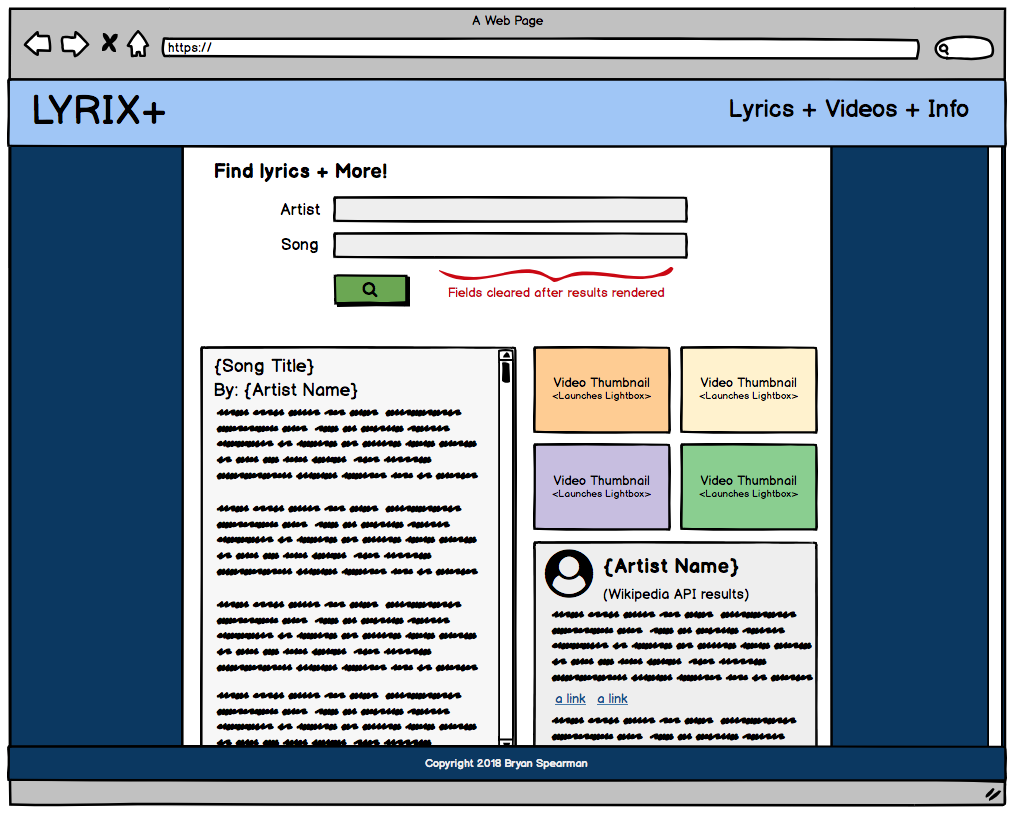 A Web Page
https://
LYRIX+
Lyrics + Videos + Info
Find lyrics + More!
Artist
Song
Fields cleared after results rendered
{Song Title}
By: {Artist Name}
Video Thumbnail
<Launches Lightbox>
Video Thumbnail
<Launches Lightbox>
Video Thumbnail
<Launches Lightbox>
Video Thumbnail
<Launches Lightbox>
{Artist Name}
(Wikipedia API results)
a link a link
Copyright 2018 Bryan Spearman